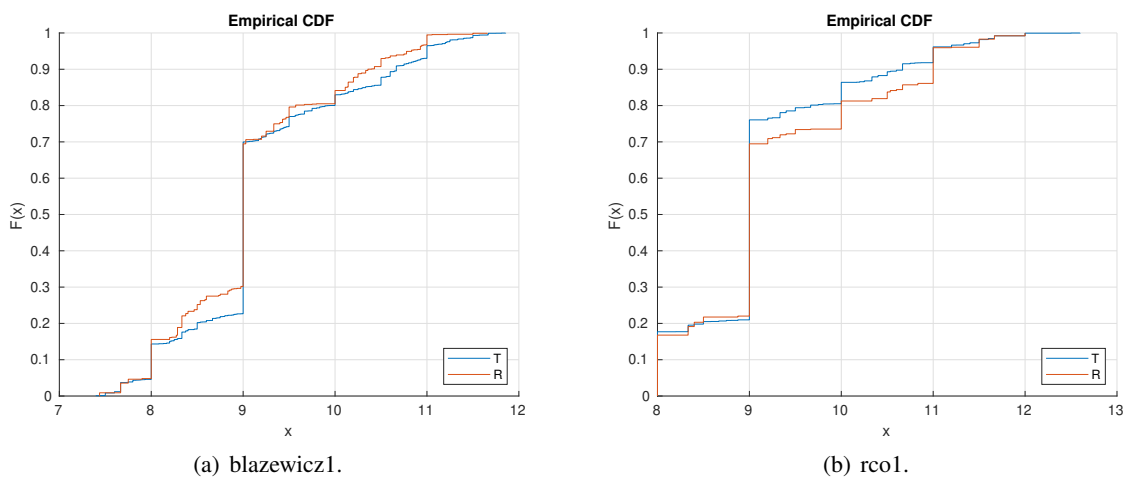 Empirical CDF
1
0.9
0.8
0.7
0.6
0.5
0.4
0.3
0.2
0.1
0
F(x)
7 8 9 10 11 12
x
T
R
(a) blazewicz1.
Empirical CDF
1
0.9
0.8
0.7
0.6
0.5
0.4
0.3
0.2
0.1
0
F(x)
8 9 10 11 12 13
x
T
R
(b) rco1.